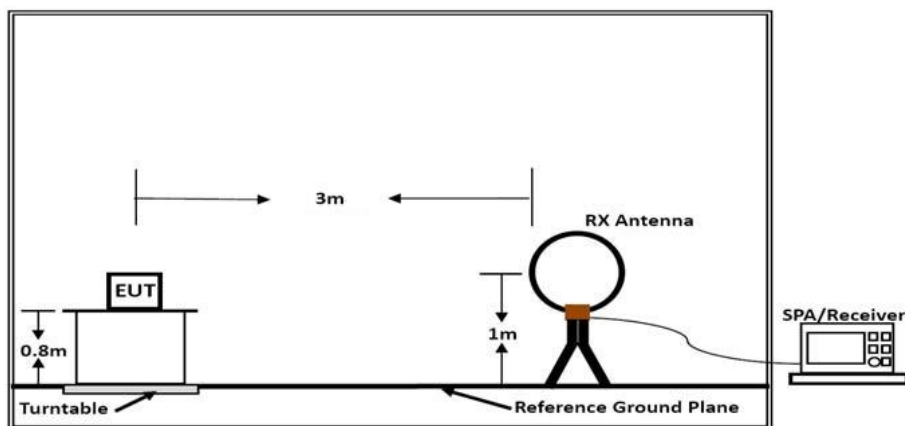 3m
RX Antenna
EUT
0.8m
1m
SPA/Receiver
Turntable
Reference Ground Plane